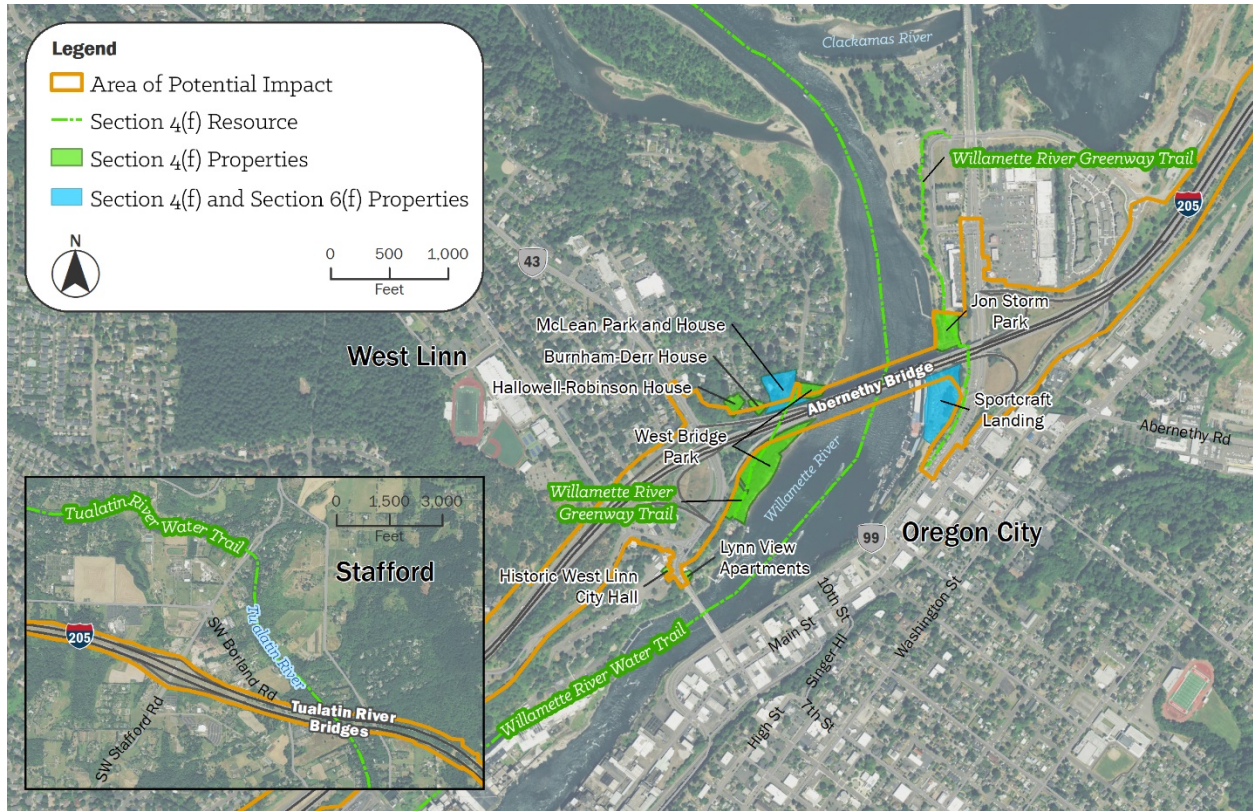 Legend
Area of Potential Impact
Section 4(f) Resource
Section 4(f) Properties
Section 4(f) and Section 6(f) Properties
N
0 500 1,000
Feet
Clackamas River
Willamette River Greenway Trail
205
43
Jon Storm
Park
McLean Park and House
Burnham-Derr House
Hallowell-Robinson House
West Linn
Abernethy Bridge
Sportcraft
Landing
Abernethy Rd
West Bridge
Park
Willamette River
Willamette River
Greenway Trail
99
Oregon City
Lynn View
Apartments
Historic West Linn
City Hall
10th St
Main St
Washington St
Singer Hl
7th St
High St
Willamette River Water Trail
0 1,500 3,000
Feet
Tualatin River Water Trail
Stafford
Tualatin River
205
SW Borland Rd
Tualatin River
Bridges
SW Stafford Rd